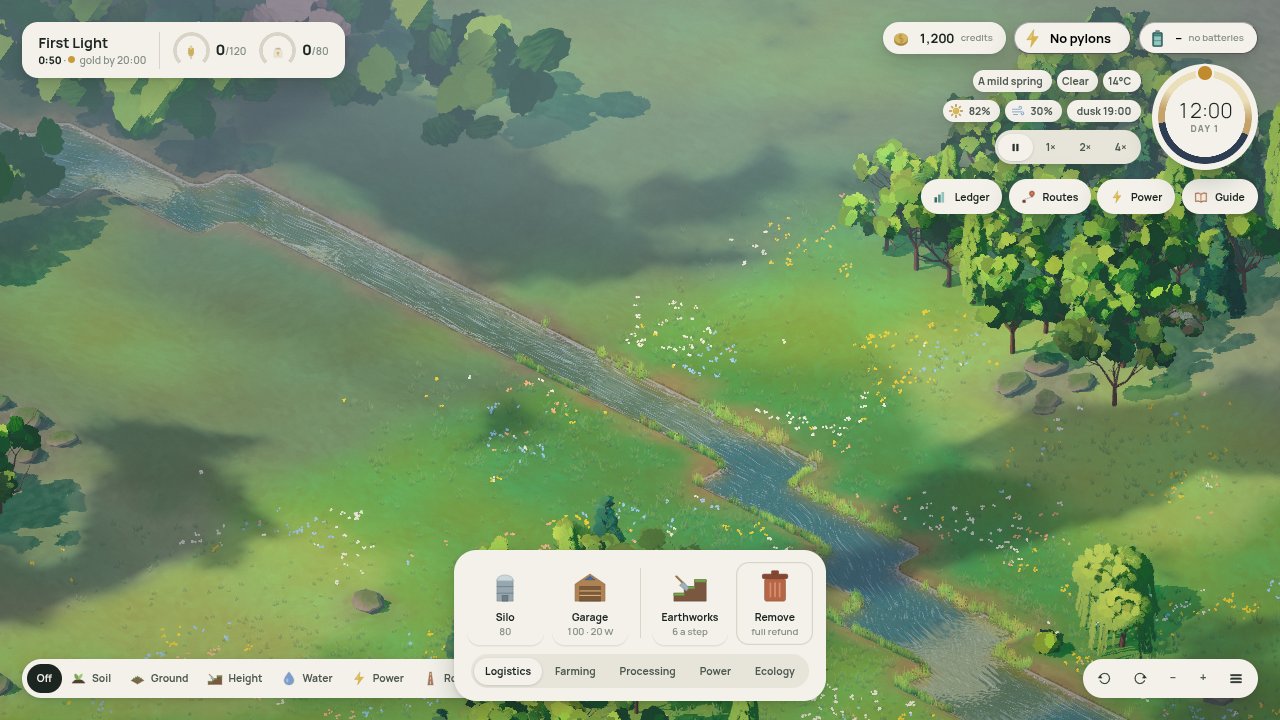 First Light
0:50 · gold by 20:00
0/120
0/80
1,200 credits
No pylons
– no batteries
A mild spring
Clear
14°C
82%
30%
dusk 19:00
12:00
DAY 1
1×
2×
4×
Ledger
Routes
Power
Guide
Silo
80
Garage
100 · 20 W
Earthworks
6 a step
Remove
full refund
Logistics
Farming
Processing
Power
Ecology
Off
Soil
Ground
Height
Water
Power